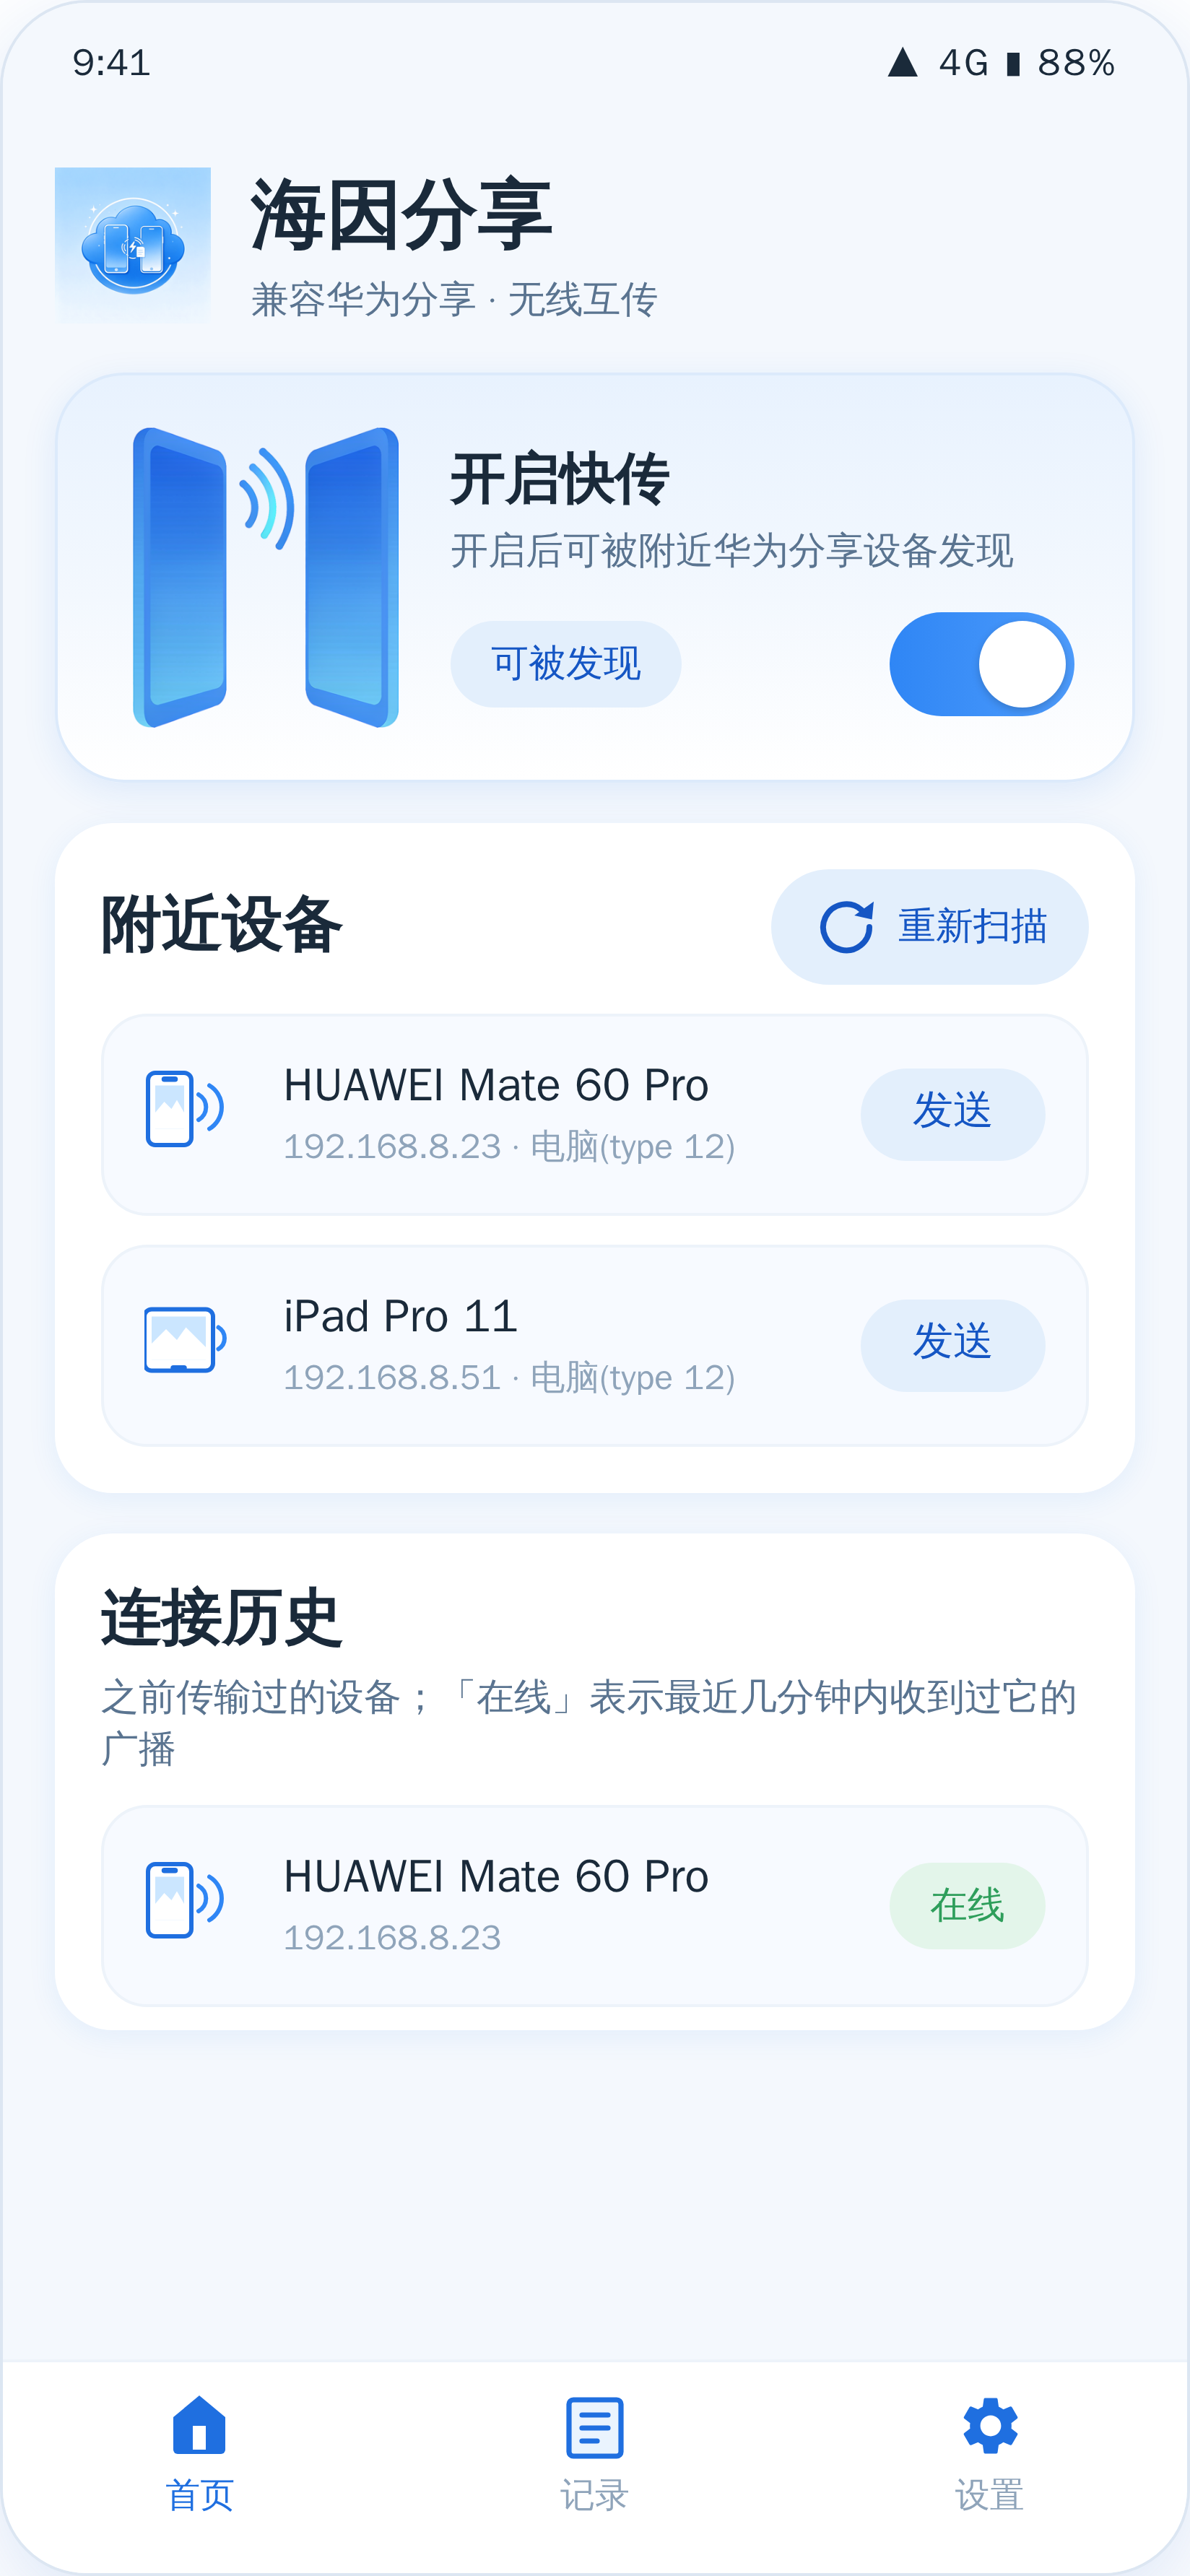 9:41
4G 88%
海因分享
兼容华为分享 · 无线互传
开启快传
开启后可被附近华为分享设备发现
可被发现
附近设备
重新扫描
HUAWEI Mate 60 Pro
192.168.8.23 · 电脑(type 12)
发送
iPad Pro 11
192.168.8.51 · 电脑(type 12)
发送
连接历史
之前传输过的设备；「在线」表示最近几分钟内收到过它的
广播
HUAWEI Mate 60 Pro
192.168.8.23
在线
首页
记录
设置